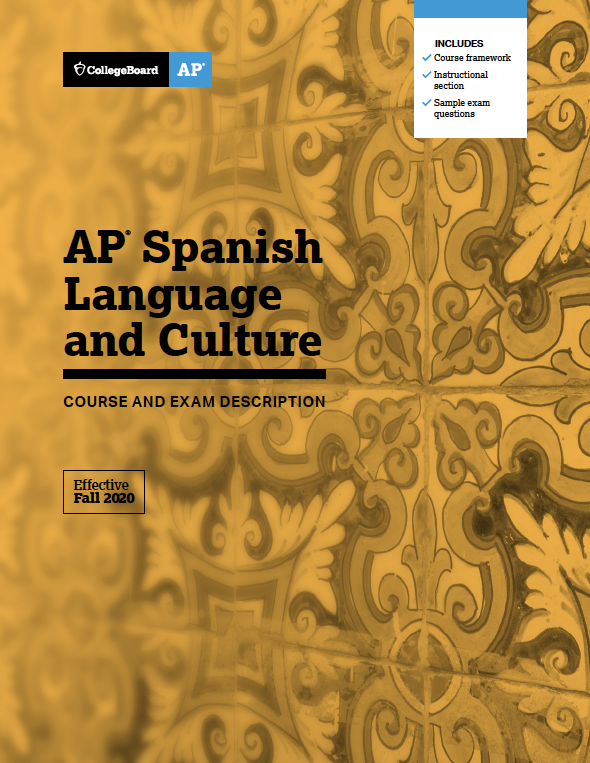 CollegeBoard
AP®
INCLUDES
Course framework
Instructional
section
Sample exam
questions
AP® Spanish
Language
and Culture
COURSE AND EXAM DESCRIPTION
Effective
Fall 2020